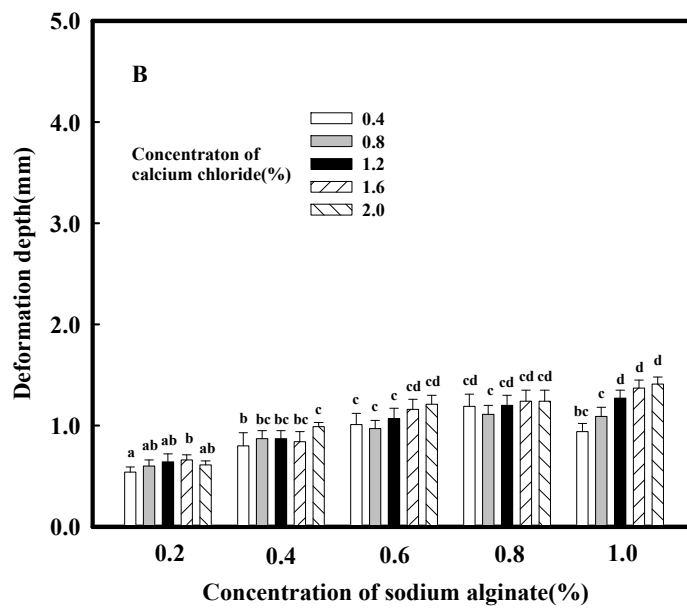 5.0
B
0.4
4.0
0.8
Concentraton of
calcium chloride(%)
1.2
1.6
2.0
3.0
Deformation depth(mm)
2.0
1.0
0.0
a ab ab b ab
b bc bc bc c
c c c cd cd
cd c cd cd cd
bc c d d d
0.2 0.4 0.6 0.8 1.0
Concentration of sodium alginate(%)